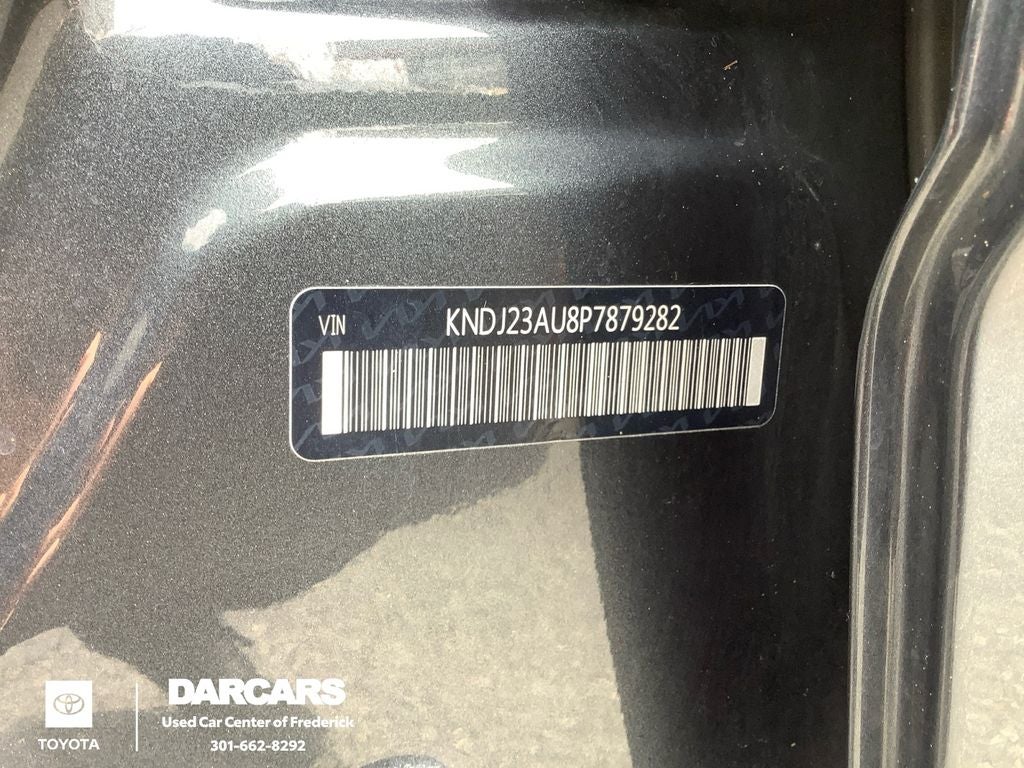 VIN KNDJ23AU8P7879282
DARCARS
Used Car Center of Frederick
TOYOTA
301-662-8292